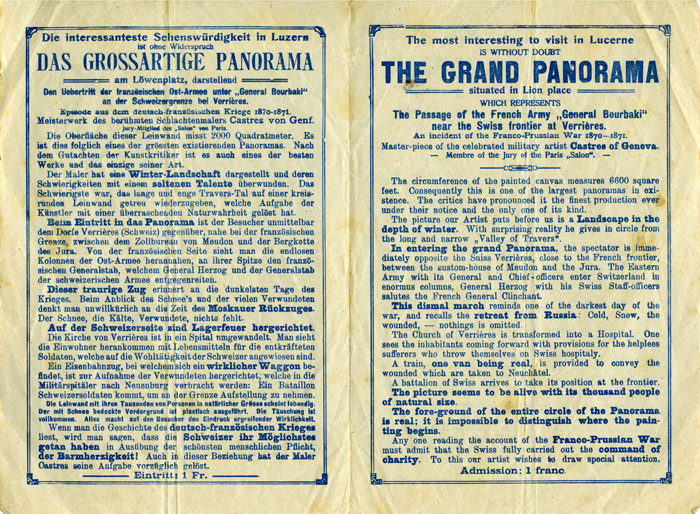 Die interessanteste Sehenswürdigkeit in Luzern
ist ohne Widerspruch
DAS GROSSARTIGE PANORAMA
am Löwenplatz, darstellend
Den Uebertritt der französischen Ost-Armee unter „General Bourbaki"
an der Schweizergrenze bei Verrières.
Episode aus dem deutsch-französischen Kriege 1870-1871.
Meisterwerk des berühmten Schlachtenmalers Castres von Genf.
Jury-Mitglied des „Salon" von Paris.
Die Oberfläche dieser Leinwand misst 2000 Quadratmeter. Es
ist dies folglich eines der grössten existierenden Panoramas. Nach
dem Gutachten der Kunstkritiker ist es auch eines der besten
Werke und das einzige seiner Art.
Der Maler hat eine Winter-Landschaft dargestellt und deren
Schwierigkeiten mit einem seltenen Talente überwunden. Das
Schwierigste war, das lange und enge Travers-Tal auf einer kreis-
runden Leinwand getreu wiederzugeben, welche Aufgabe der
Künstler mit einer überraschenden Naturwahrheit gelöst hat.
Beim Eintritt in das Panorama ist der Besucher unmittelbar
dem Dorfe Verrières (Schweiz) gegenüber, nahe bei der französischen
Grenze, zwischen dem Zollbureau von Meudon und der Bergkette
des Jura. Von der französischen Seite sieht man die endlosen
Kolonnen der Ost-Armee herannahen, an ihrer Spitze den franzö-
sischen Generalstab, welchem General Herzog und der Generalstab
der schweizerischen Armee entgegenreiten.
Dieser traurige Zug erinnert an die dunkelsten Tage des
Krieges. Beim Anblick des Schnee's und der vielen Verwundeten
denkt man unwillkürlich an die Zeit des Moskauer Rückzuges.
Der Schnee, die Kälte, Verwundete, nichts fehlt.
Auf der Schweizerseite sind Lagerfeuer hergerichtet.
Die Kirche von Verrières ist in ein Spital umgewandelt. Man sieht
die Einwohner herankommen mit Lebensmitteln für die entkräfteten
Soldaten, welche auf die Wohltätigkeit der Schweizer angewiesen sind.
Ein Eisenbahnzug, bei welchem sich ein wirklicher Waggon be-
findet, ist zur Aufnahme der Verwundeten hergerichtet, welche in die
Militärspitäler nach Neuenburg verbracht werden: Ein Bataillon
Schweizersoldaten kommt, um an der Grenze Aufstellung zu nehmen.
Die Leinwand mit ihren Tausenden von Personen in natürlicher Grösse scheint lebendig.
Der mit Schnee bedeckte Vordergrund ist plastisch ausgeführt. Die Täuschung ist
vollkommen. Alles macht auf den Besucher den Eindruck ergreifender Wirklichkeit.
Wenn man die Geschichte des deutsch-französischen Krieges
liest, wird man sagen, dass die Schweizer ihr Möglichstes
getan haben in Ausübung der schönsten menschlichen Pflicht,
der Barmherzigkeit! Auch in dieser Beziehung hat der Maler
Castres seine Aufgabe vorzüglich gelöst.
Eintritt: 1 Fr.
The most interesting to visit in Lucerne
IS WITHOUT DOUBT
THE GRAND PANORAMA
situated in Lion place
WHICH REPRESENTS
The Passage of the French Army „General Bourbaki"
near the Swiss frontier at Verrières.
An incident of the Franco-Prussian War 1870-1871.
Master-piece of the celebrated military artist Castres of Geneva.
— Membre of the Jury of the Paris „Salon". —
The circumference of the painted canvas measures 6600 square
feet. Consequently this is one of the largest panoramas in exi-
stence. The critics have pronounced it the finest production ever
under their notice and the only one of its kind.
The picture our Artist puts before us is a Landscape in the
depth of winter. With surprising reality he gives in circle from
the long and narrow „Valley of Travers".
In entering the grand Panorama, the spectator is imme-
diately opposite the Suiss Verrières, close to the French frontier,
between the custom-house of Meudon and the Jura. The Eastern
Army with its General and Chief-officers enter Switzerland in
enormus columns, General Herzog with his Swiss Staff-officers
salutes the French General Clinchant.
This dismal march reminds one of the darkest day of the
war, and recalls the retreat from Russia: Cold, Snow, the
wounded, — nothings is omitted.
The Church of Verrières is transformed into a Hospital. One
sees the inhabitants coming forward with provisions for the helplees
sufferers who throw themselves on Swiss hospitaly.
A train, one van being real, is provided to convey the
wounded which are taken to Neuchâtel.
A battalion of Swiss arrives to take its position at the frontier.
The picture seems to be alive with its thousand people
of natural size.
The fore-ground of the entire circle of the Panorama
is real; it is impossible to distinguish where the pain-
ting begins.
Any one reading the account of the Franco-Prussian War
must admit that the Swiss fully carried out the command of
charity. To this our artist wishes to draw special attention.
Admission: 1 franc.